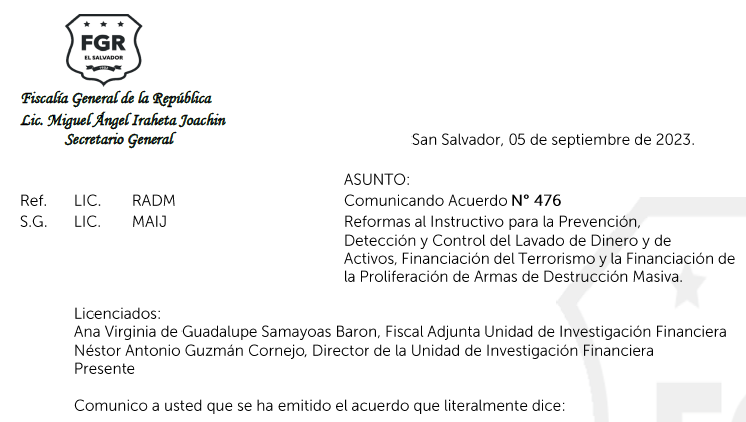 FGR
EL SALVADOR
Fiscalía General de la República
Lic. Miguel Ángel Iraheta Joachin
Secretario General
San Salvador, 05 de septiembre de 2023.
ASUNTO:
Ref. LIC. RADM Comunicando Acuerdo N° 476
S.G. LIC. MAIJ Reformas al Instructivo para la Prevención,
Detección y Control del Lavado de Dinero y de
Activos, Financiación del Terrorismo y la Financiación de
la Proliferación de Armas de Destrucción Masiva.
Licenciados:
Ana Virginia de Guadalupe Samayoas Baron, Fiscal Adjunta Unidad de Investigación Financiera
Néstor Antonio Guzmán Cornejo, Director de la Unidad de Investigación Financiera
Presente
Comunico a usted que se ha emitido el acuerdo que literalmente dice: